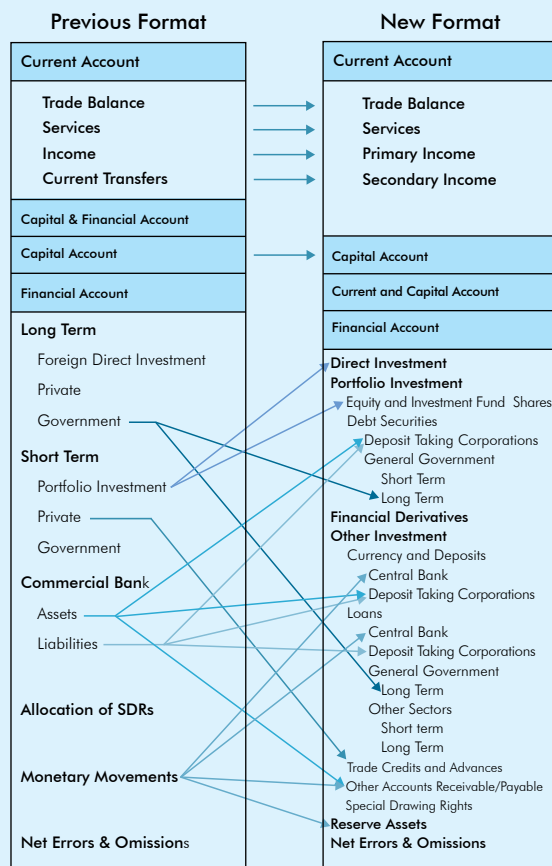 Previous Format
Current Account
Trade Balance
Services
Income
Current Transfers
Capital & Financial Account
Capital Account
Financial Account
Long Term
Foreign Direct Investment
Private
Government
Short Term
Portfolio Investment
Private
Government
Commercial Bank
Assets
Liabilities
Allocation of SDRs
Monetary Movements
Net Errors & Omissions
New Format
Current Account
Trade Balance
Services
Primary Income
Secondary Income
Capital Account
Current and Capital Account
Financial Account
Direct Investment
Portfolio Investment
Equity and Investment Fund Shares
Debt Securities
Deposit Taking Corporations
General Government
Short Term
Long Term
Financial Derivatives
Other Investment
Currency and Deposits
Central Bank
Deposit Taking Corporations
Loans
Central Bank
Deposit Taking Corporations
General Government
Long Term
Other Sectors
Short term
Long Term
Trade Credits and Advances
Other Accounts Receivable/Payable
Special Drawing Rights
Reserve Assets
Net Errors & Omissions